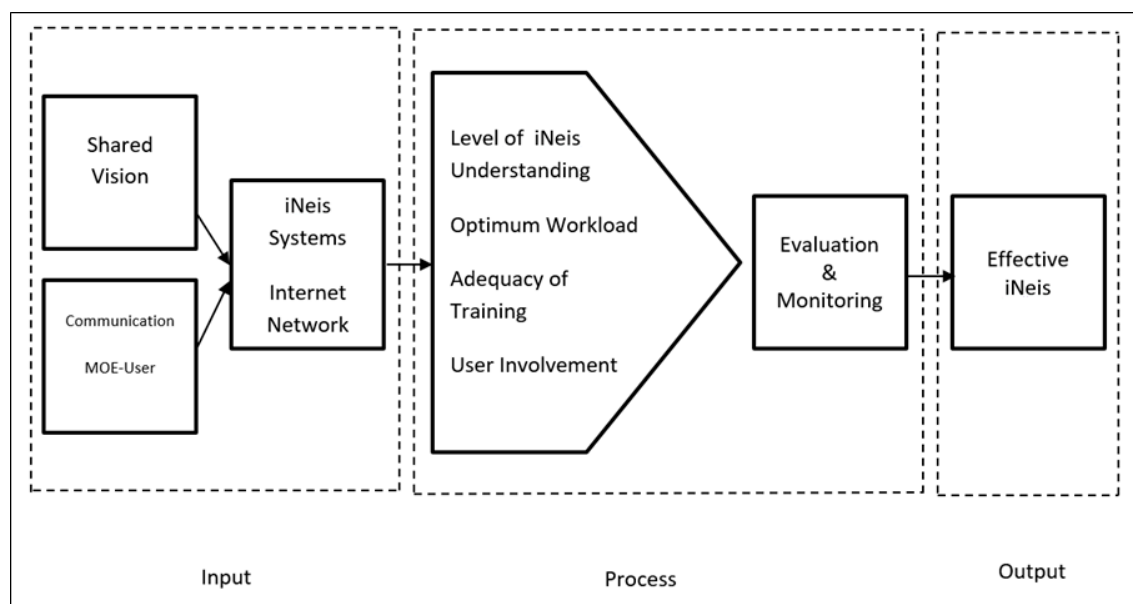 Shared
Vision
Communication
MOE-User
iNeis
Systems
Internet
Network
Level of iNeis
Understanding
Optimum Workload
Adequacy of
Training
User Involvement
Evaluation
&
Monitoring
Effective
iNeis
Input
Process
Output